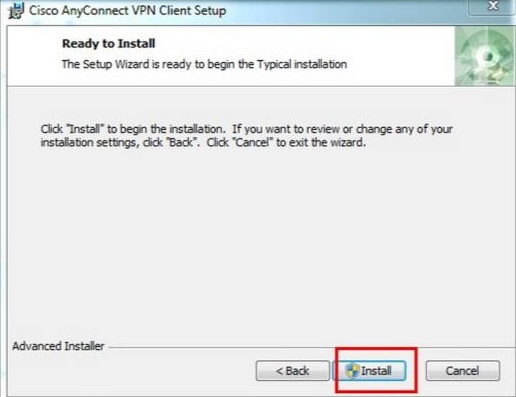 Cisco AnyConnect VPN Client Setup
Ready to Install
The Setup Wizard is ready to begin the Typical installation
Click "Install" to begin the installation. If you want to review or change any of your
installation settings, click "Back". Click "Cancel" to exit the wizard.
Advanced Installer
< Back Install Cancel